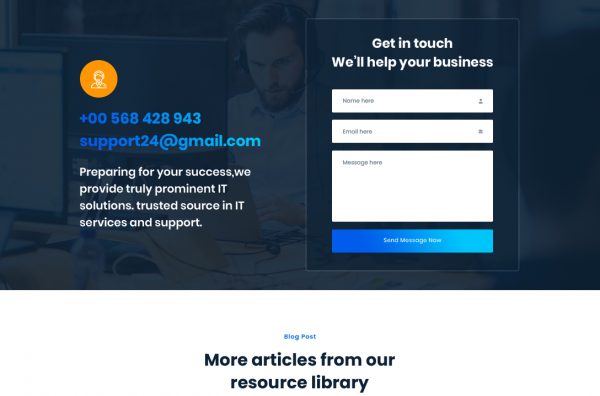 +00 568 428 943
support24@gmail.com
Preparing for your success,we
provide truly prominent IT
solutions. trusted source in IT
services and support.
Get in touch
We'll help your business
Name here
Email here
Message here
Send Message Now
Blog Post
More articles from our
resource library